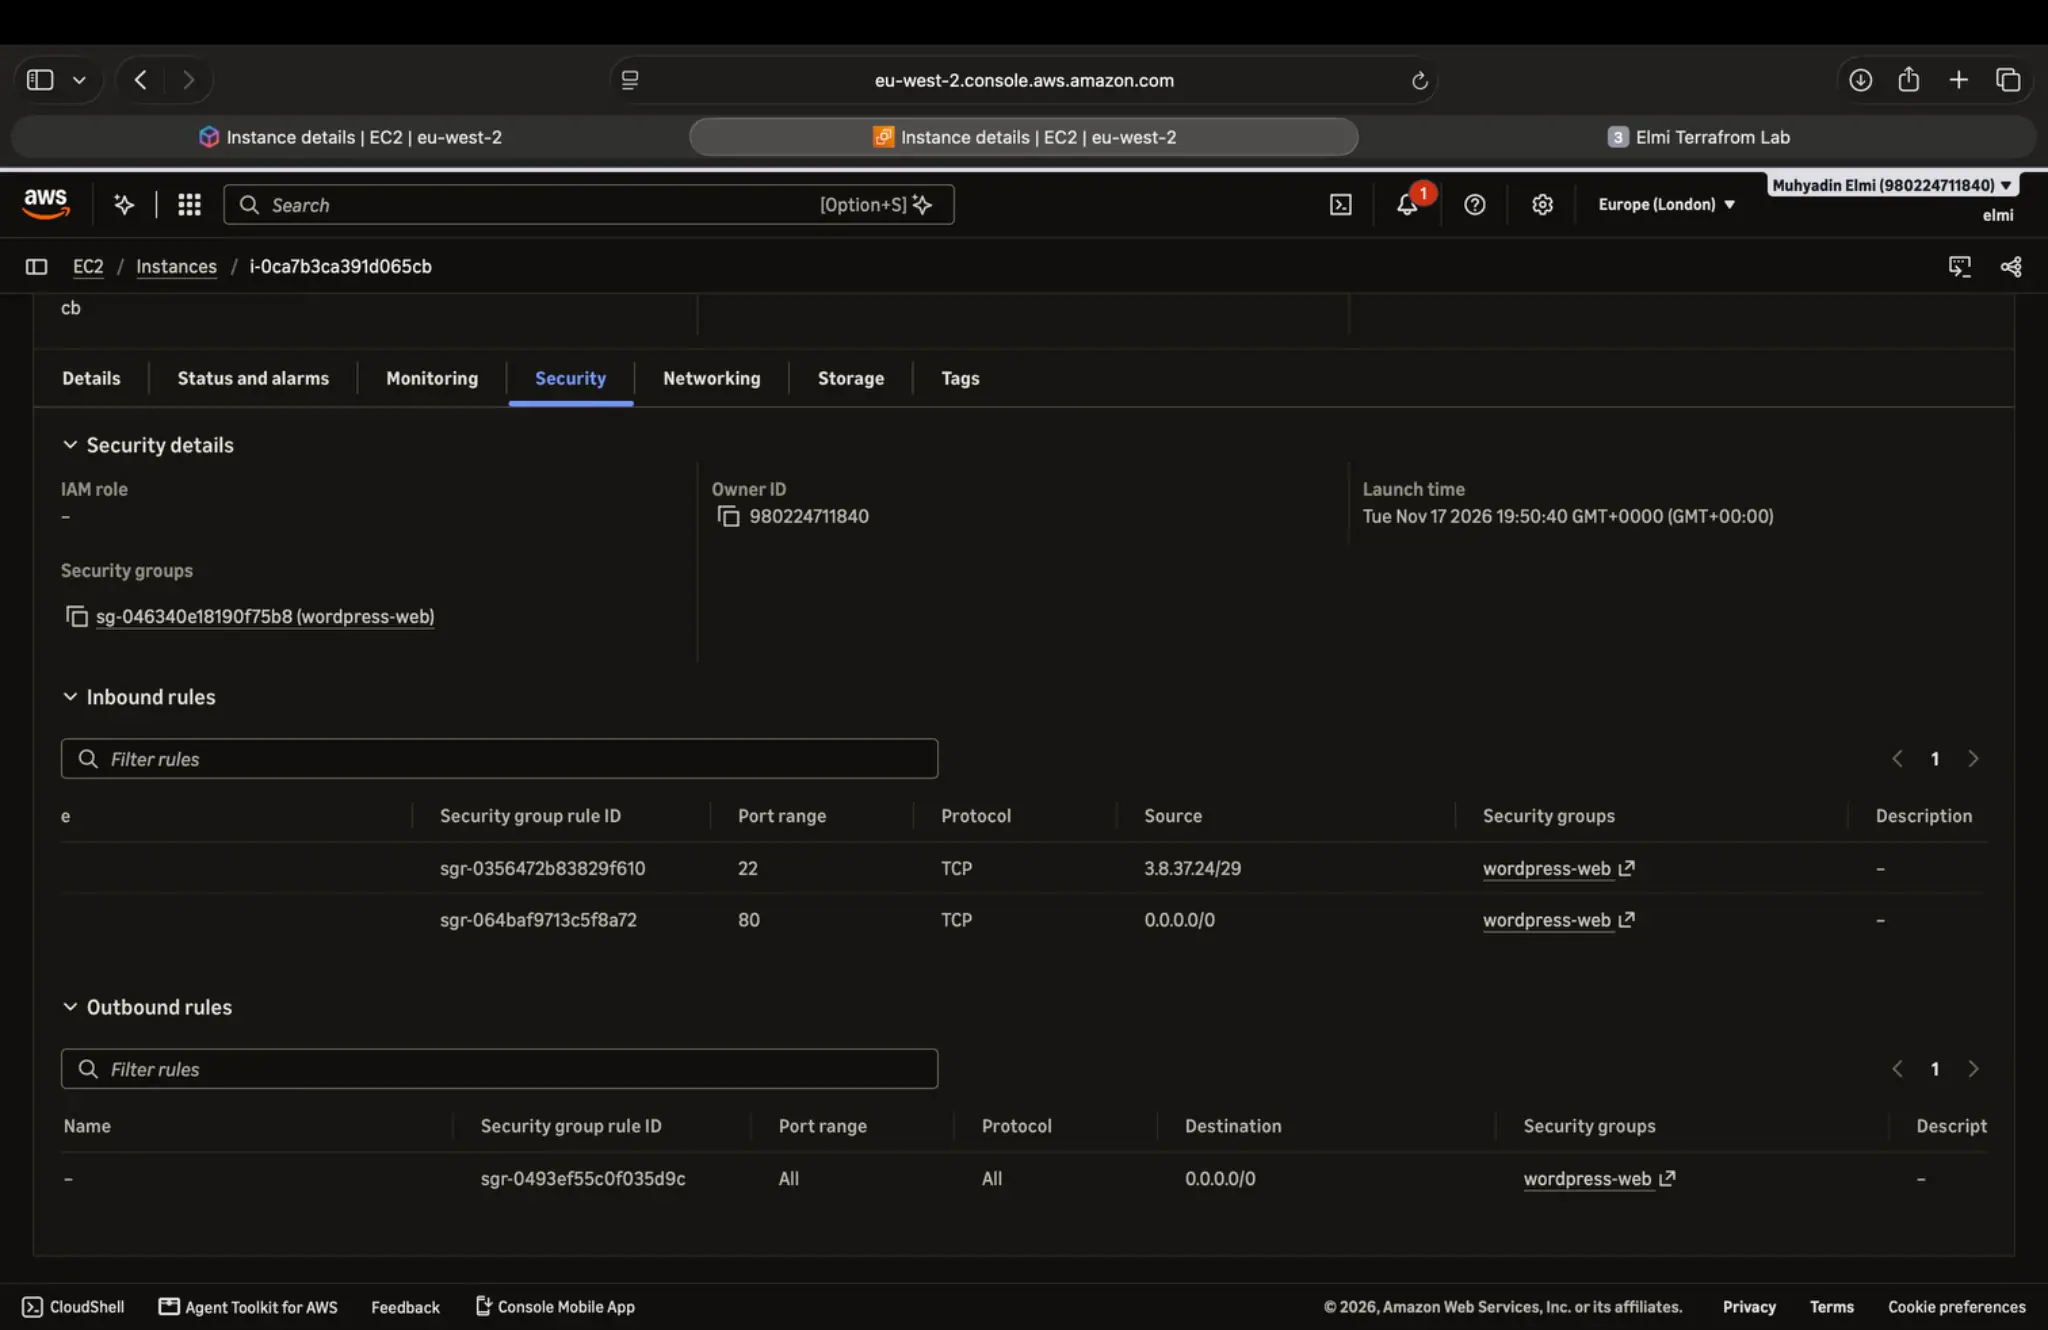 eu-west-2.console.aws.amazon.com
Instance details | EC2 | eu-west-2
Instance details | EC2 | eu-west-2
3 Elmi Terrafrom Lab
aws
Search [Option+S]
1
Europe (London)
Muhyadin Elmi (980224711840)
elmi
EC2 / Instances / i-0ca7b3ca391d065cb
cb
Details Status and alarms Monitoring Security Networking Storage Tags
Security details
IAM role Owner ID Launch time
– 980224711840 Tue Nov 17 2026 19:50:40 GMT+0000 (GMT+00:00)
Security groups
sg-046340e18190f75b8 (wordpress-web)
Inbound rules
Filter rules 1
e Security group rule ID Port range Protocol Source Security groups Description
sgr-0356472b83829f610 22 TCP 3.8.37.24/29 wordpress-web –
sgr-064baf9713c5f8a72 80 TCP 0.0.0.0/0 wordpress-web –
Outbound rules
Filter rules 1
Name Security group rule ID Port range Protocol Destination Security groups Descript
– sgr-0493ef55c0f035d9c All All 0.0.0.0/0 wordpress-web –
CloudShell Agent Toolkit for AWS Feedback Console Mobile App © 2026, Amazon Web Services, Inc. or its affiliates. Privacy Terms Cookie preferences